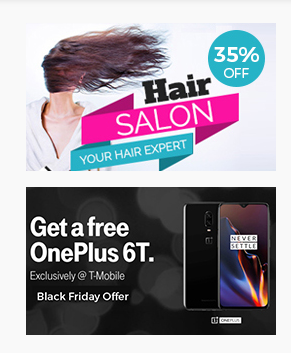 35%
OFF
Hair
SALON
YOUR HAIR EXPERT
Get a free
OnePlus 6T.
Exclusively @ T-Mobile
Black Friday Offer
NEVER
SETTLE
ONEPLUS